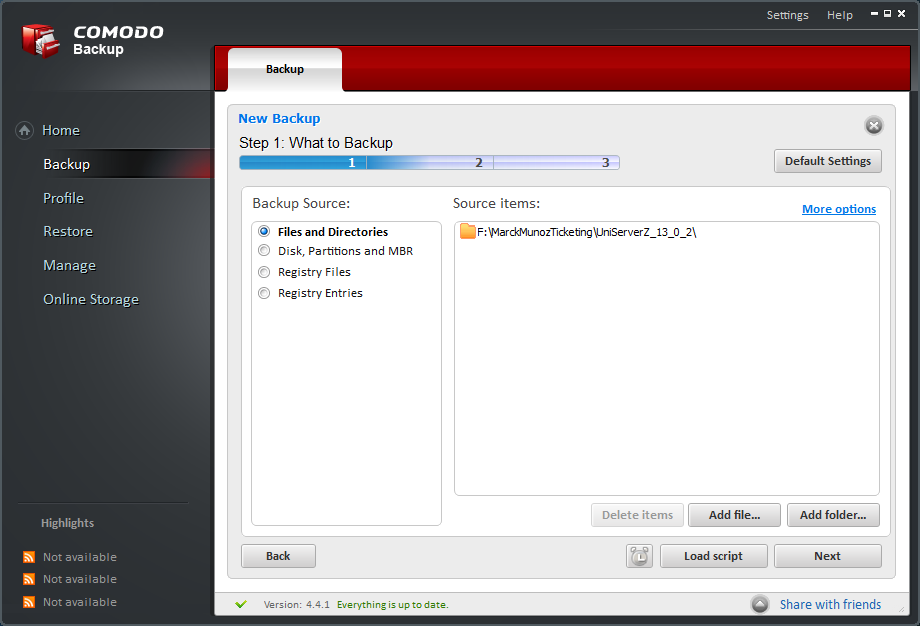 Settings Help
COMODO
Backup
Backup
Home
Backup
Profile
Restore
Manage
Online Storage
New Backup
Step 1: What to Backup
1 2 3
Default Settings
Backup Source:
Files and Directories
Disk, Partitions and MBR
Registry Files
Registry Entries
Source items:
More options
F:\MarckMunozTicketing\UniServerZ_13_0_2\
Delete items Add file... Add folder...
Back Load script Next
Highlights
Not available
Not available
Not available
Version: 4.4.1 Everything is up to date.
Share with friends